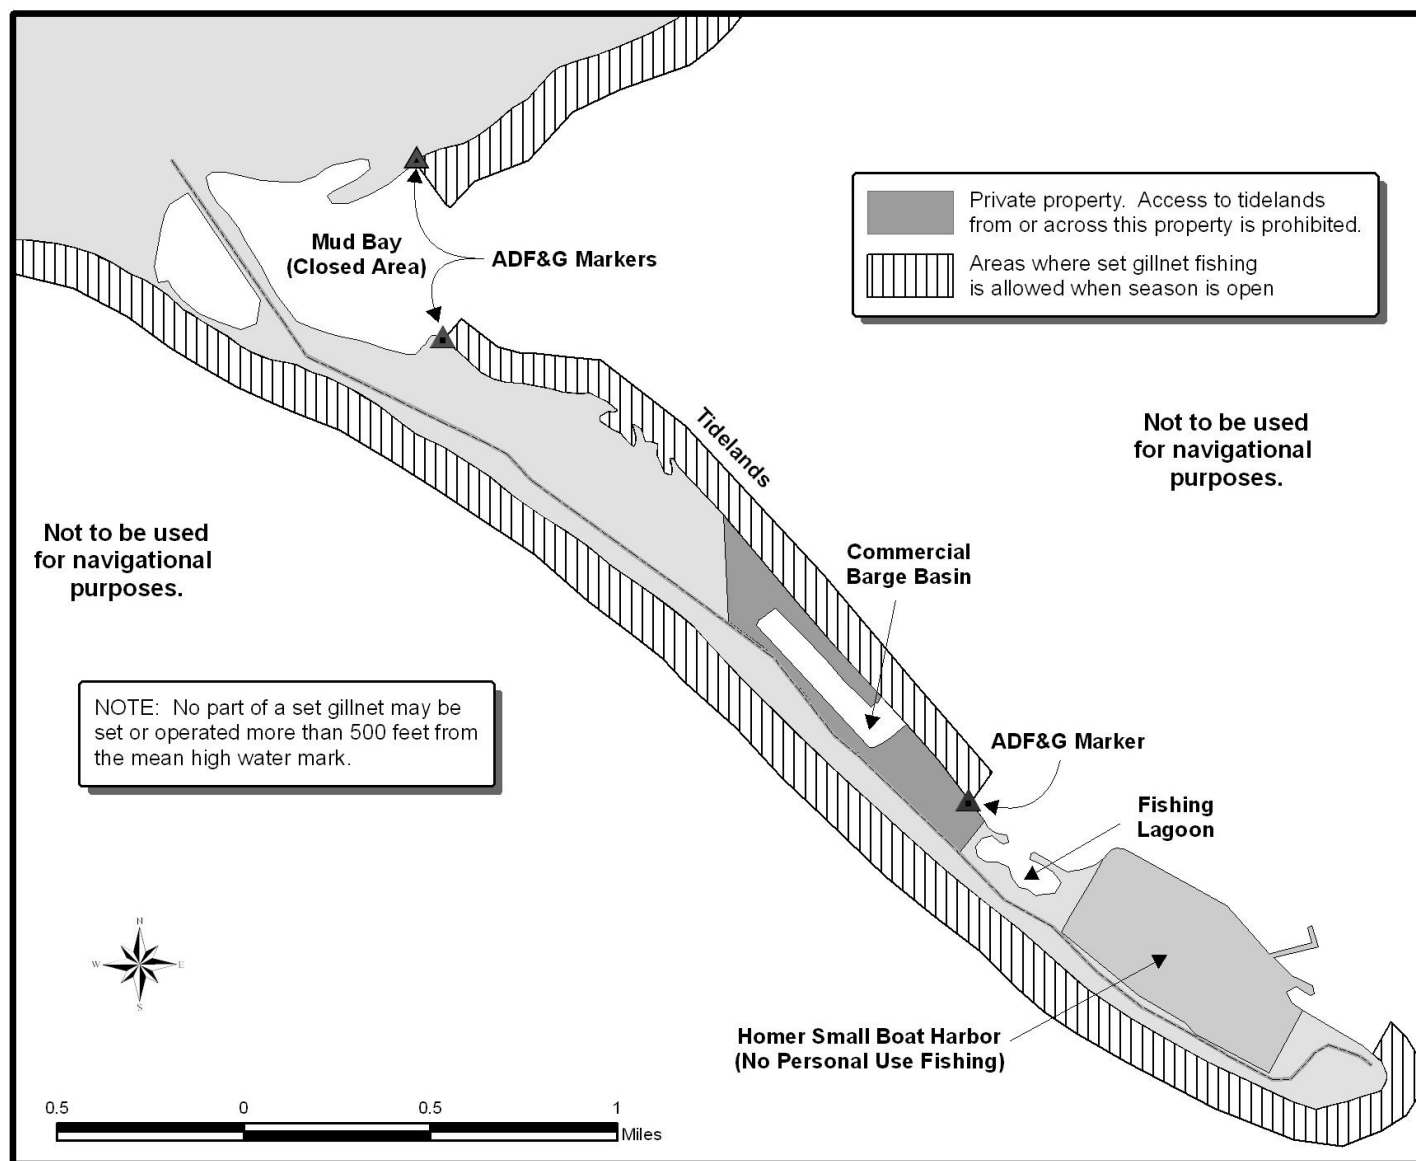 Private property.  Access to tidelands
from or across this property is prohibited.
Areas where set gillnet fishing
is allowed when season is open
Mud Bay
(Closed Area)
ADF&G Markers
Tidelands
Not to be used
for navigational
purposes.
Not to be used
for navigational
purposes.
Commercial
Barge Basin
NOTE:  No part of a set gillnet may be
set or operated more than 500 feet from
the mean high water mark.
ADF&G Marker
Fishing
Lagoon
N
W
E
S
Homer Small Boat Harbor
(No Personal Use Fishing)
0.5
0
0.5
1
Miles